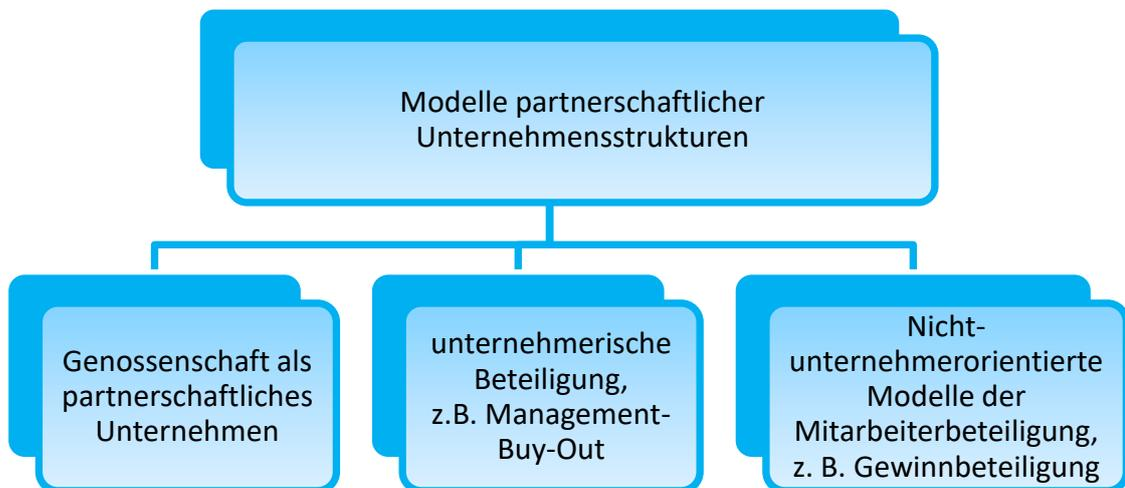 Modelle partnerschaftlicher
Unternehmensstrukturen
Genossenschaft als
partnerschaftliches
Unternehmen
unternehmerische
Beteiligung,
z.B. Management-
Buy-Out
Nicht-
unternehmerorientierte
Modelle der
Mitarbeiterbeteiligung,
z. B. Gewinnbeteiligung